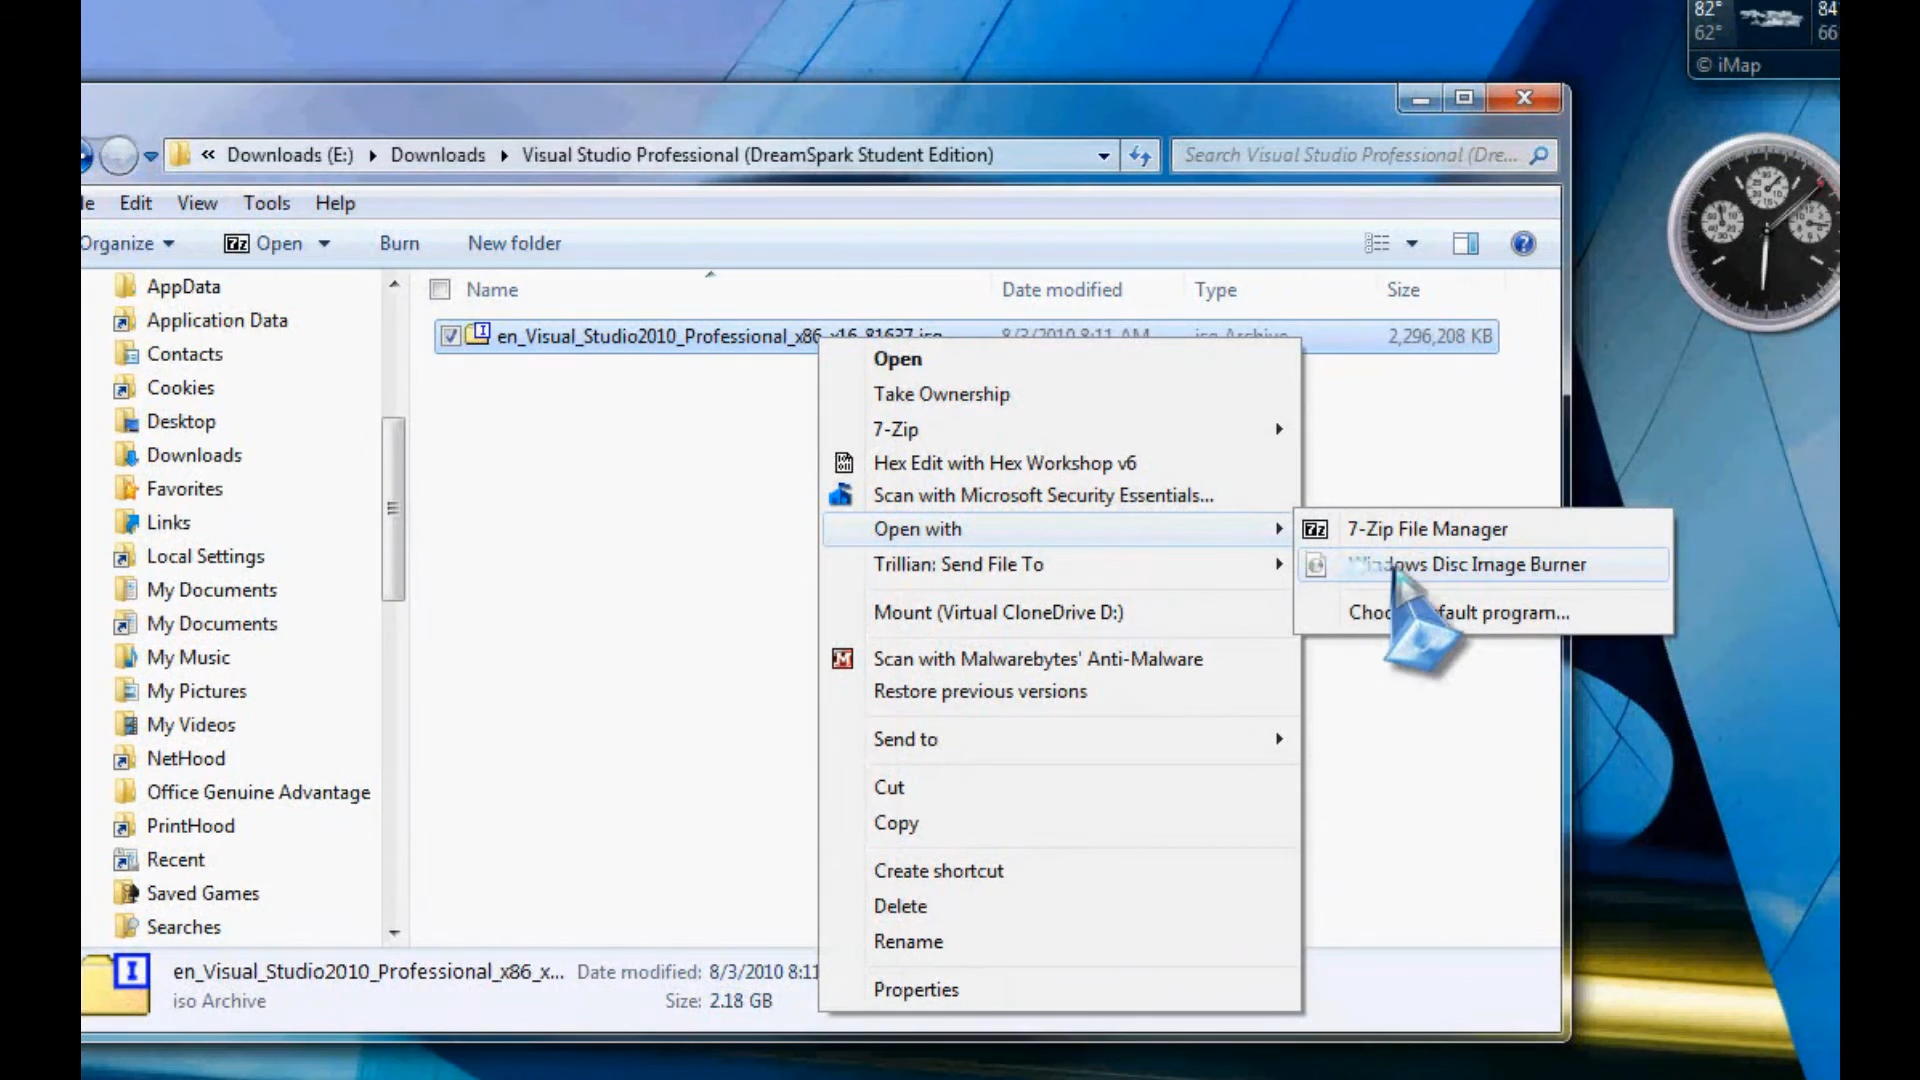 82° 84
62° 66
© iMap
« Downloads (E:) Downloads Visual Studio Professional (DreamSpark Student Edition)
Search Visual Studio Professional (Dre...
le Edit View Tools Help
Organize Open Burn New folder
Name Date modified Type Size
en_Visual_Studio2010_Professional_x86 2,296,208 KB
AppData
Application Data
Contacts
Cookies
Desktop
Downloads
Favorites
Links
Local Settings
My Documents
My Documents
My Music
My Pictures
My Videos
NetHood
Office Genuine Advantage
PrintHood
Recent
Saved Games
Searches
Open
Take Ownership
7-Zip
Hex Edit with Hex Workshop v6
Scan with Microsoft Security Essentials...
Open with
Trillian: Send File To
Mount (Virtual CloneDrive D:)
Scan with Malwarebytes' Anti-Malware
Restore previous versions
Send to
Cut
Copy
Create shortcut
Delete
Rename
Properties
7-Zip File Manager
Windows Disc Image Burner
program...
en_Visual_Studio2010_Professional_x86_x... Date modified: 8/3/2010 8:11
iso Archive Size: 2.18 GB